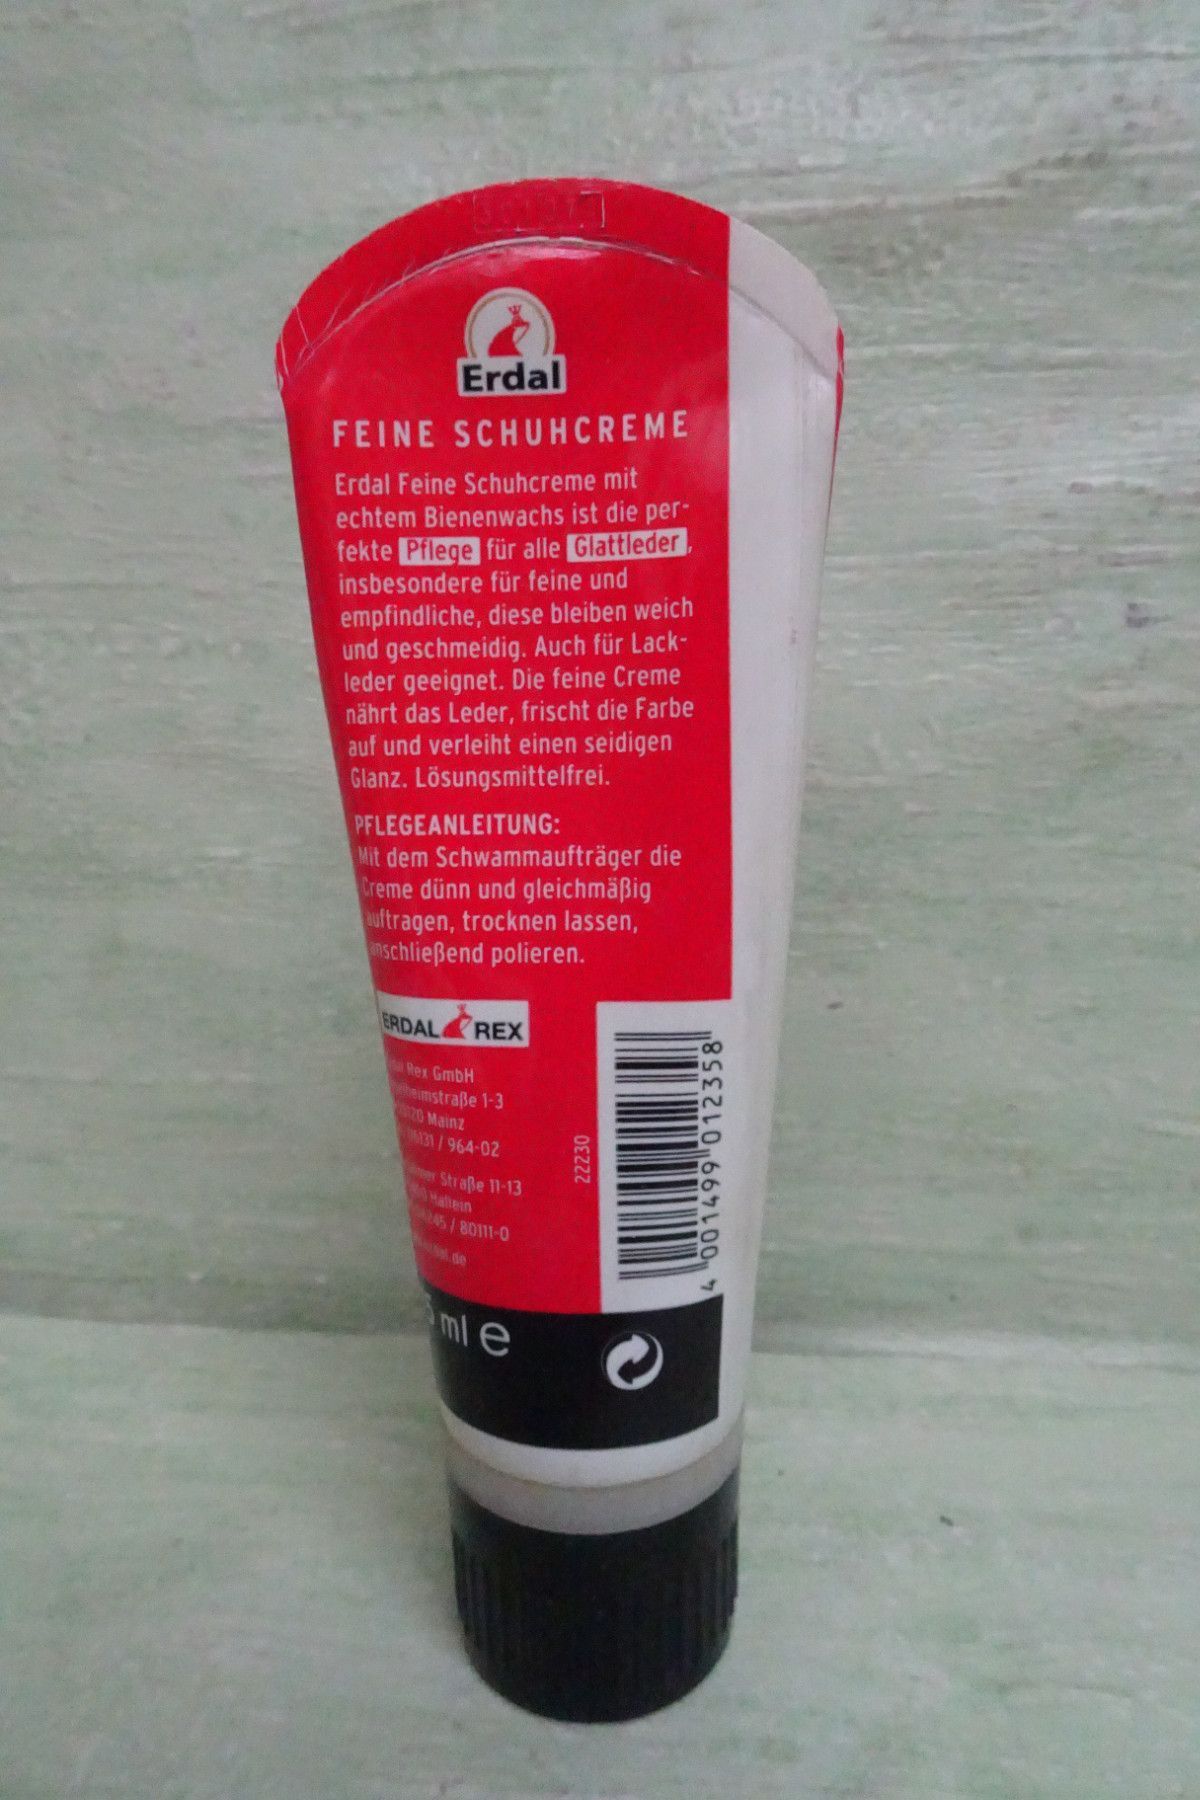 Erdal
FEINE SCHUHCREME
Erdal Feine Schuhcreme mit
echtem Bienenwachs ist die per-
fekte Pflege für alle Glattleder,
insbesondere für feine und
empfindliche, diese bleiben weich
und geschmeidig. Auch für Lack-
leder geeignet. Die feine Creme
nährt das Leder, frischt die Farbe
auf und verleiht einen seidigen
Glanz. Lösungsmittelfrei.
PFLEGEANLEITUNG:
Mit dem Schwammaufträger die
Creme dünn und gleichmäßig
auftragen, trocknen lassen,
anschließend polieren.
ERDAL REX
Rex GmbH
1-3
Mainz
/ 964-02
Straße 11-13
Hallein
/ 80111-0
22230
4 001499 012358
ml e